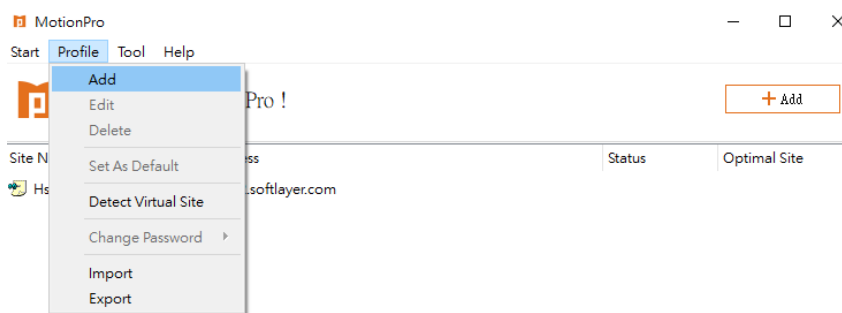 MotionPro
Start Profile Tool Help
Add
Edit
Pro !
+ Add
Delete
Site N
ss
Status
Optimal Site
Set As Default
Hs
.softlayer.com
Detect Virtual Site
Change Password
Import
Export